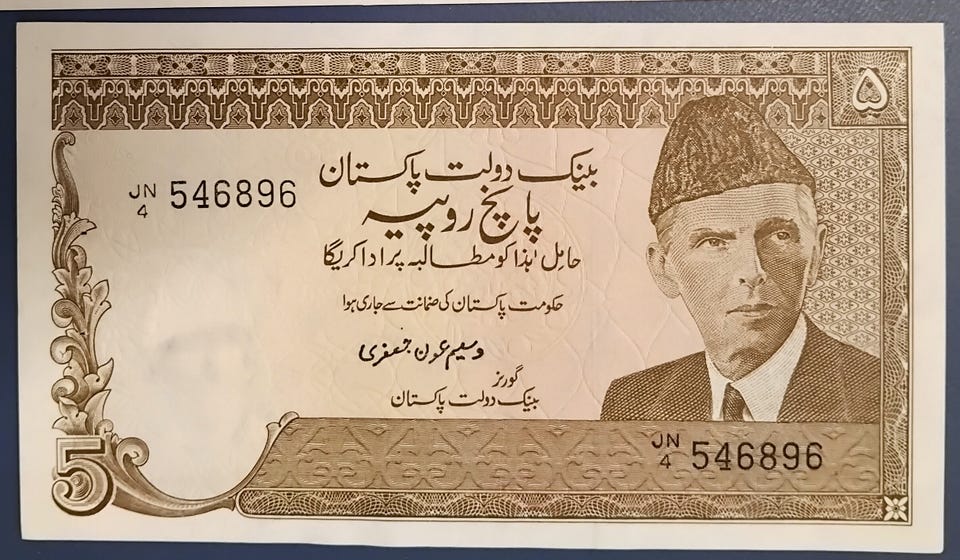 ۵
بینک دولت پاکستان
پانچ روپیہ
حامل ہٰذا کو مطالبہ پر ادا کریگا
حکومت پاکستان کی ضمانت سے جاری ہوا
وسیم عون جعفری
گورنر
بینک دولت پاکستان
JN
4 546896
JN
4 546896
5